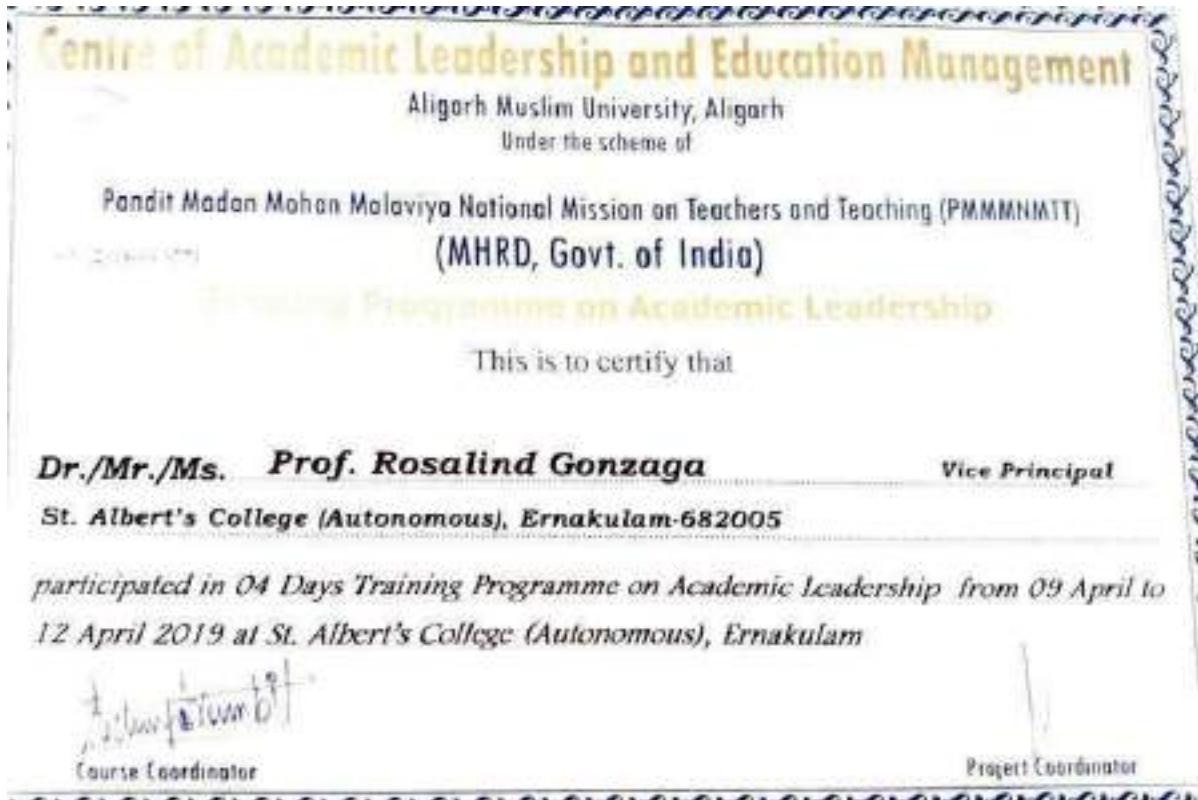 Centre of Academic Leadership and Education Management
Aligarh Muslim University, Aligarh
Under the scheme of
Pandit Madan Mohan Malaviya National Mission on Teachers and Teaching (PMMMNMTT)
(MHRD, Govt. of India)
Training Programme on Academic Leadership
This is to certify that
Dr./Mr./Ms. Prof. Rosalind Gonzaga Vice Principal
St. Albert's College (Autonomous), Ernakulam-682005
participated in 04 Days Training Programme on Academic Leadership from 09 April to
12 April 2019 at St. Albert's College (Autonomous), Ernakulam
Course Coordinator Project Coordinator